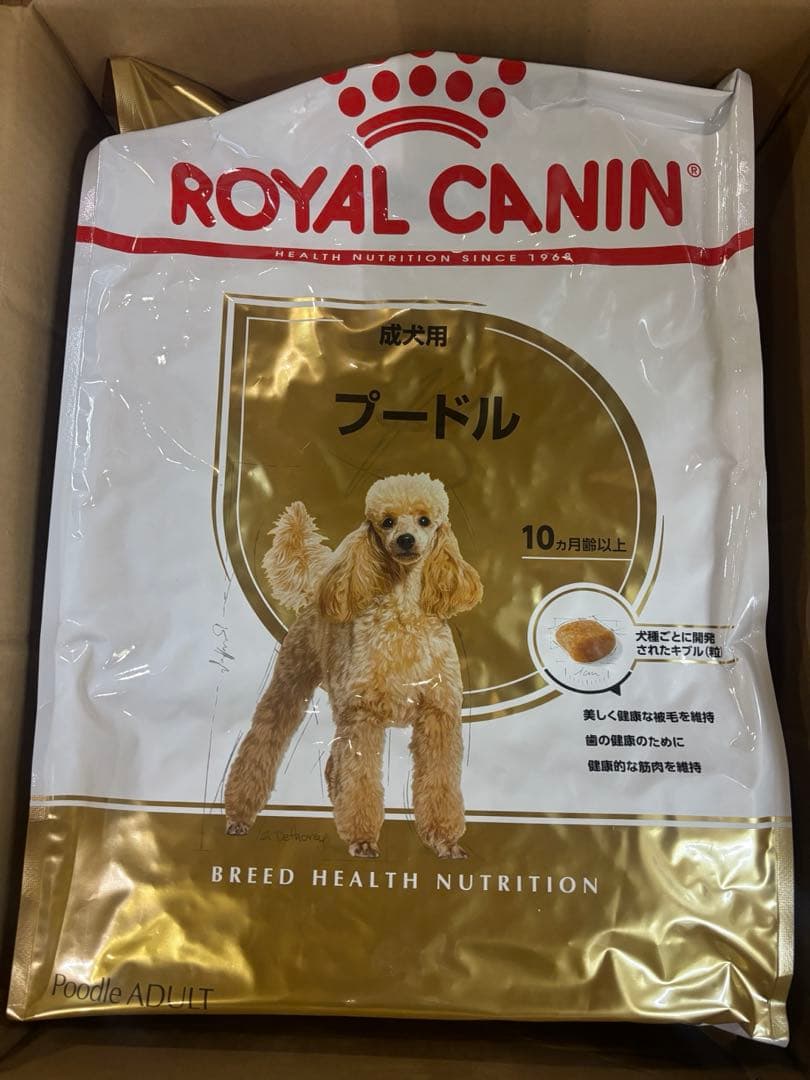 ROYAL CANIN®
HEALTH NUTRITION SINCE 1968
成犬用
プードル
10ヵ月齢以上
犬種ごとに開発
されたキブル(粒)
1cm
美しく健康な被毛を維持
歯の健康のために
健康的な筋肉を維持
BREED HEALTH NUTRITION
Poodle ADULT